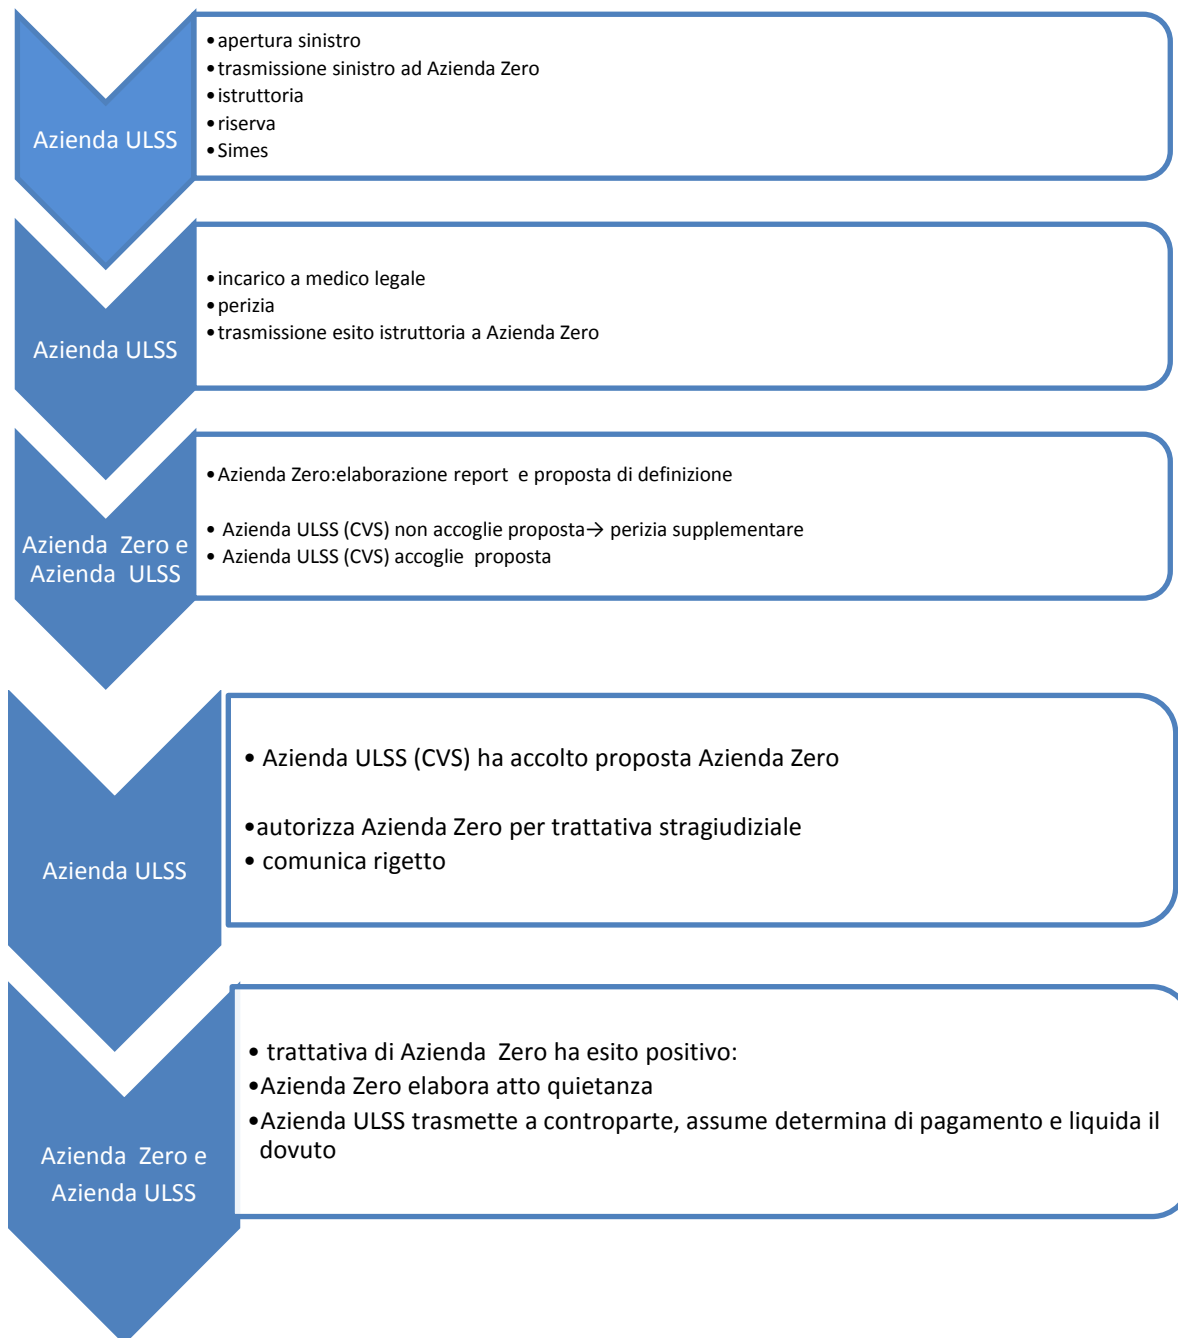 Azienda ULSS
•apertura sinistro
•trasmissione sinistro ad Azienda Zero
•istruttoria
•riserva
•Simes
Azienda ULSS
•incarico a medico legale
•perizia
•trasmissione esito istruttoria a Azienda Zero
Azienda Zero e
Azienda ULSS
•Azienda Zero:elaborazione report e proposta di definizione
• Azienda ULSS (CVS) non accoglie proposta→ perizia supplementare
• Azienda ULSS (CVS) accoglie proposta
Azienda ULSS
• Azienda ULSS (CVS) ha accolto proposta Azienda Zero
•autorizza Azienda Zero per trattativa stragiudiziale
• comunica rigetto
Azienda Zero e
Azienda ULSS
• trattativa di Azienda Zero ha esito positivo:
•Azienda Zero elabora atto quietanza
•Azienda ULSS trasmette a controparte, assume determina di pagamento e liquida il
dovuto